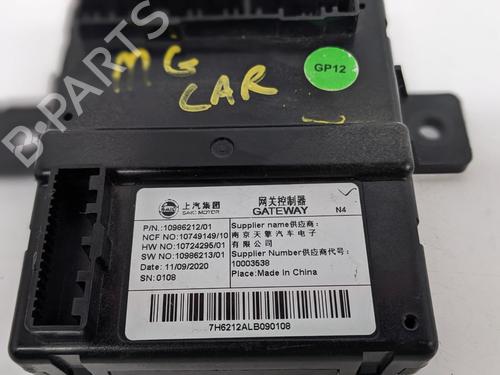 MG
CAR
GP12
上汽集团
SAIC MOTOR
网关控制器
GATEWAY
N4
P/N.:10986212/01
NCF NO:10749149/10
HW NO:10724295/01
SW NO:10986213/01
Date: 11/09/2020
SN: 0108
Supplier name供应商:
南京天擎汽车电子
有限公司
Supplier Number供应商代号:
10003538
Place:Made In China
7H6212ALB090108
B-PARTS